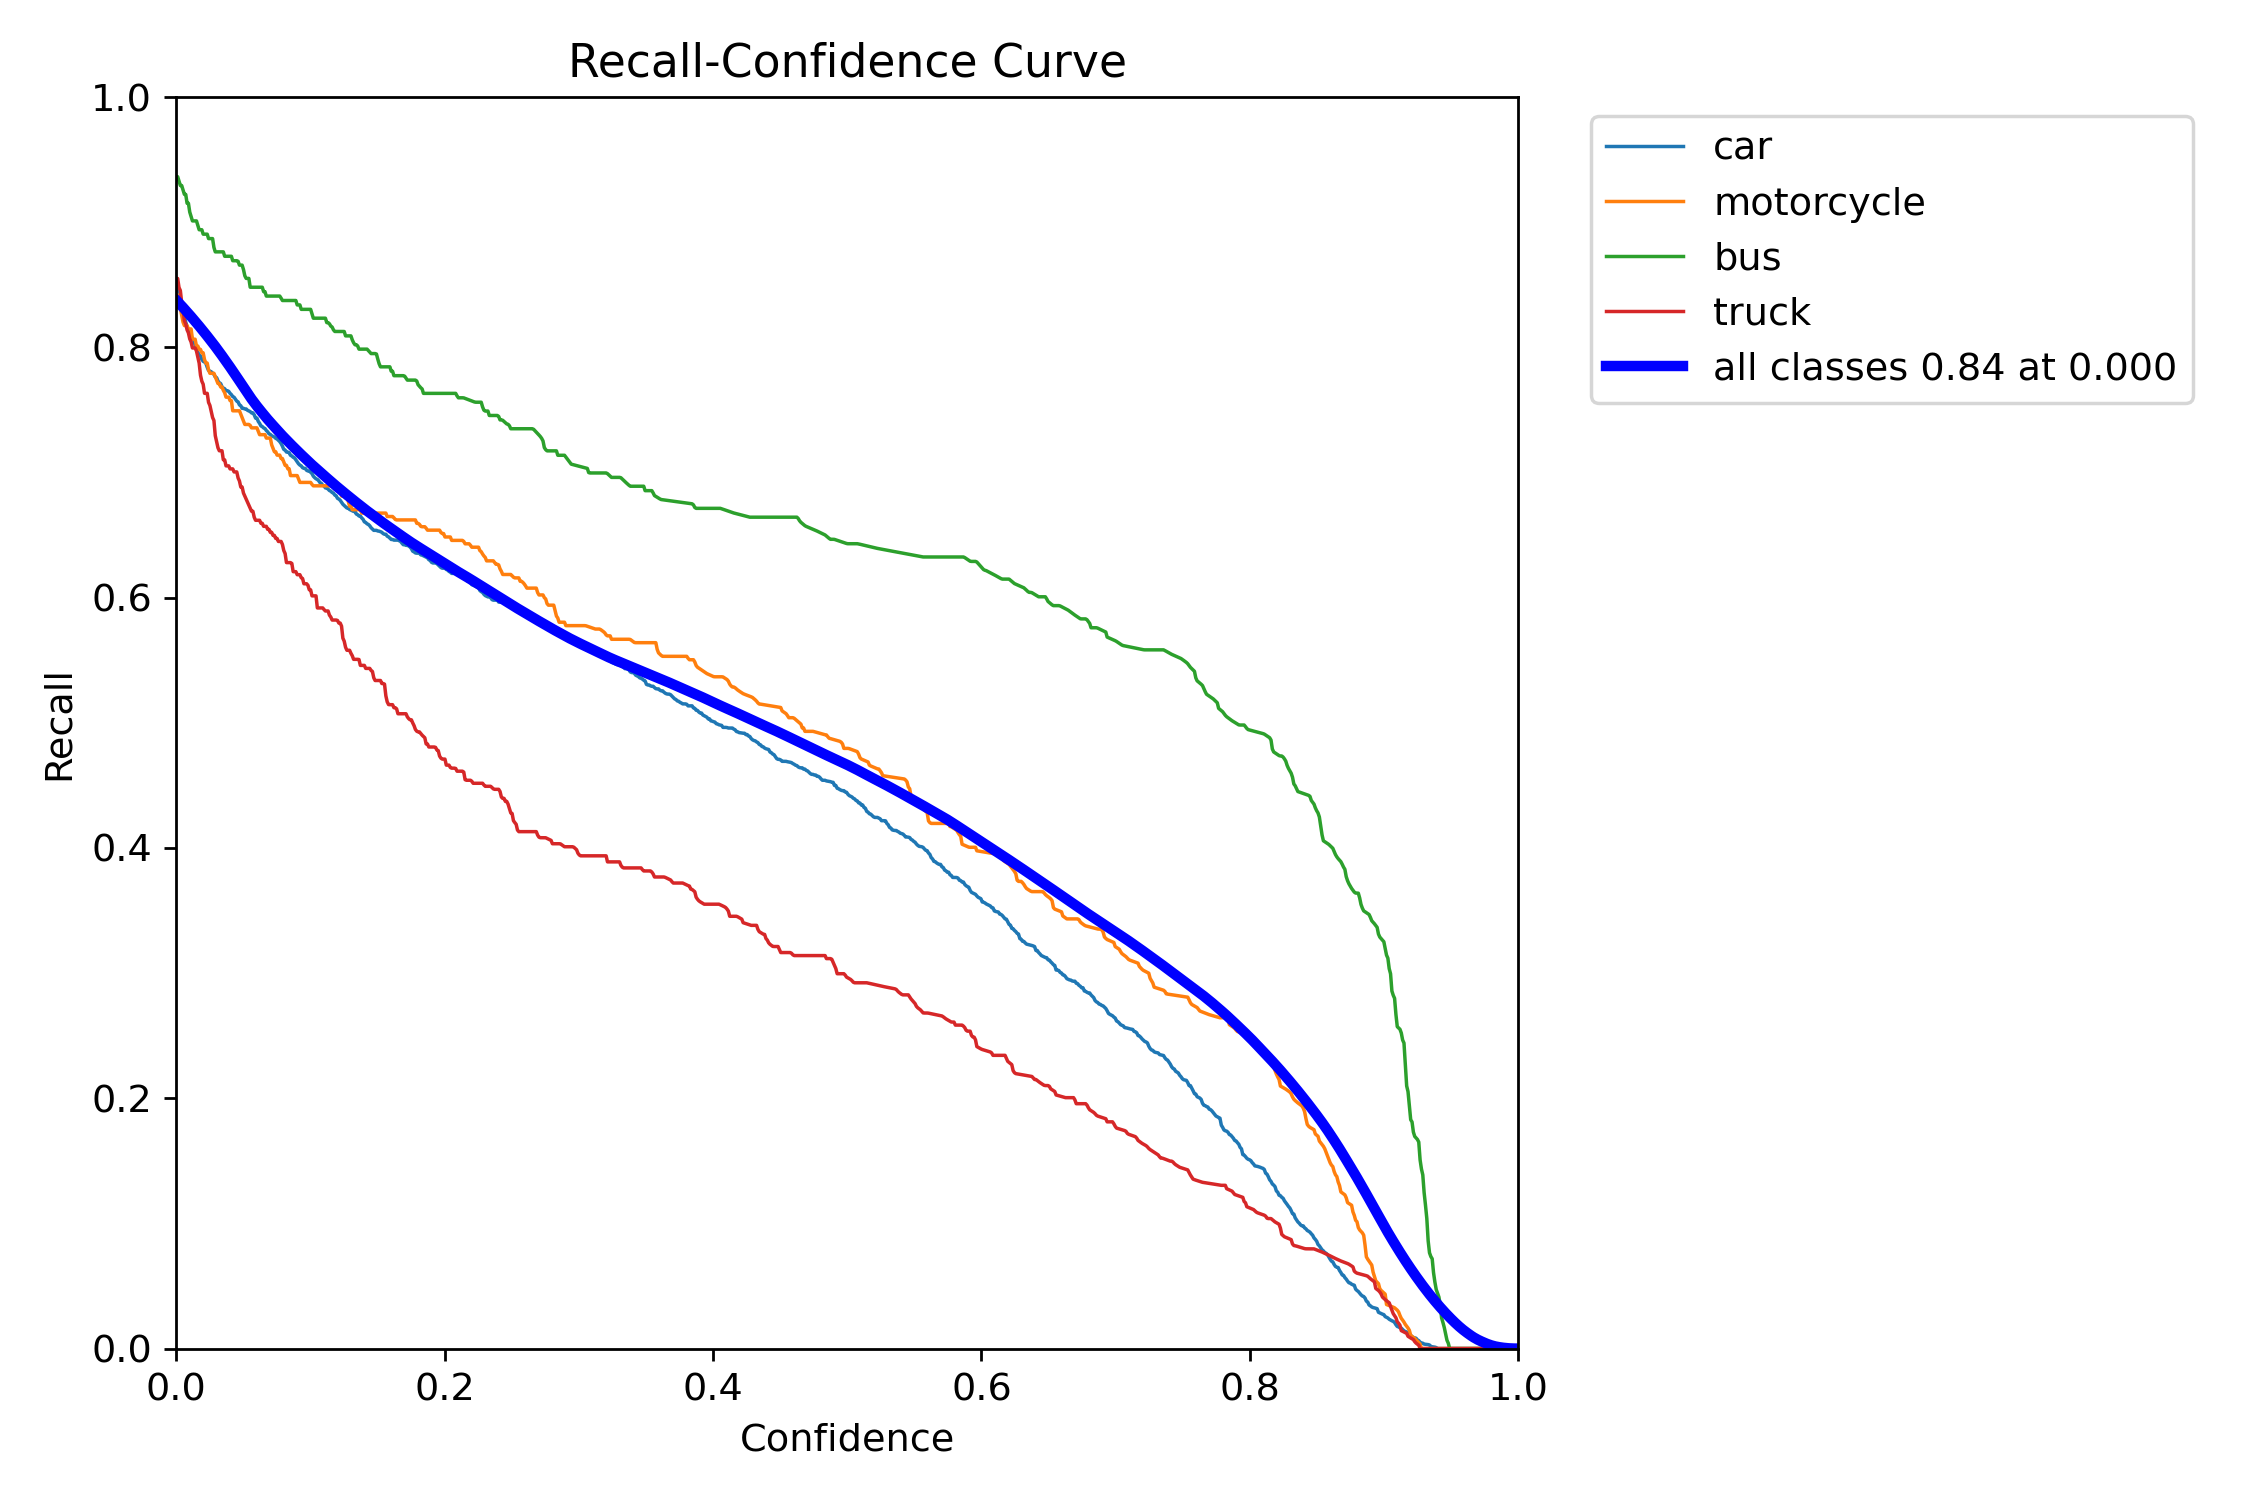 Recall-Confidence Curve
1.0
0.8
0.6
0.4
0.2
0.0
Recall
0.0 0.2 0.4 0.6 0.8 1.0
Confidence
car
motorcycle
bus
truck
all classes 0.84 at 0.000